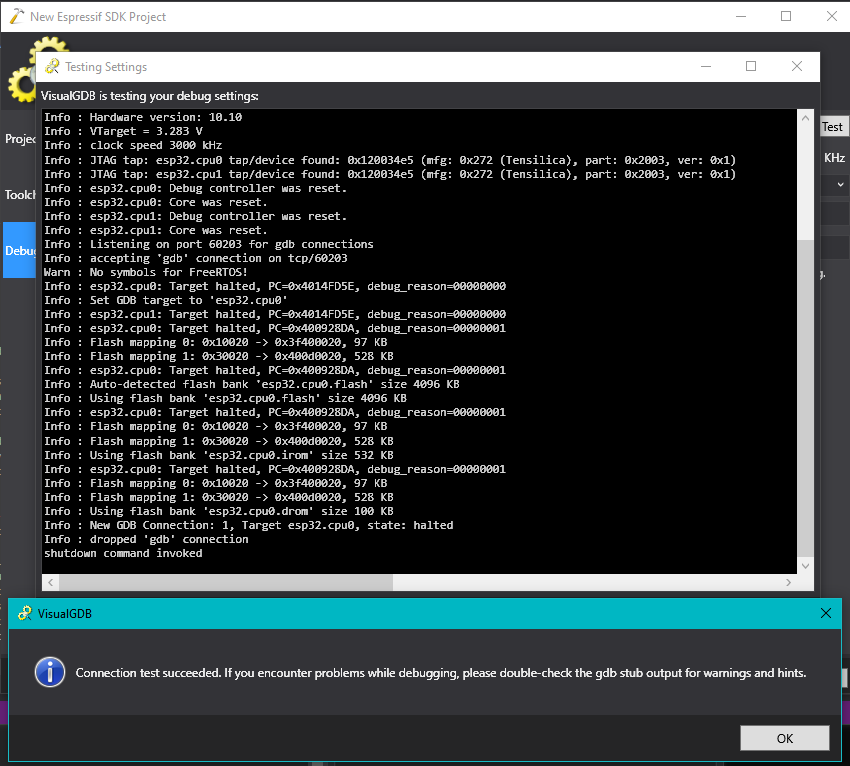 New Espressif SDK Project
Testing Settings
VisualGDB is testing your debug settings:
Info : Hardware version: 10.10
Info : VTarget = 3.283 V
Info : clock speed 3000 kHz
Info : JTAG tap: esp32.cpu0 tap/device found: 0x120034e5 (mfg: 0x272 (Tensilica), part: 0x2003, ver: 0x1)
Info : JTAG tap: esp32.cpu1 tap/device found: 0x120034e5 (mfg: 0x272 (Tensilica), part: 0x2003, ver: 0x1)
Info : esp32.cpu0: Debug controller was reset.
Info : esp32.cpu0: Core was reset.
Info : esp32.cpu1: Debug controller was reset.
Info : esp32.cpu1: Core was reset.
Info : Listening on port 60203 for gdb connections
Info : accepting 'gdb' connection on tcp/60203
Warn : No symbols for FreeRTOS!
Info : esp32.cpu0: Target halted, PC=0x4014FD5E, debug_reason=00000000
Info : Set GDB target to 'esp32.cpu0'
Info : esp32.cpu1: Target halted, PC=0x4014FD5E, debug_reason=00000000
Info : esp32.cpu0: Target halted, PC=0x400928DA, debug_reason=00000001
Info : Flash mapping 0: 0x10020 -> 0x3f400020, 97 KB
Info : Flash mapping 1: 0x30020 -> 0x400d0020, 528 KB
Info : esp32.cpu0: Target halted, PC=0x400928DA, debug_reason=00000001
Info : Auto-detected flash bank 'esp32.cpu0.flash' size 4096 KB
Info : Using flash bank 'esp32.cpu0.flash' size 4096 KB
Info : esp32.cpu0: Target halted, PC=0x400928DA, debug_reason=00000001
Info : Flash mapping 0: 0x10020 -> 0x3f400020, 97 KB
Info : Flash mapping 1: 0x30020 -> 0x400d0020, 528 KB
Info : Using flash bank 'esp32.cpu0.irom' size 532 KB
Info : esp32.cpu0: Target halted, PC=0x400928DA, debug_reason=00000001
Info : Flash mapping 0: 0x10020 -> 0x3f400020, 97 KB
Info : Flash mapping 1: 0x30020 -> 0x400d0020, 528 KB
Info : Using flash bank 'esp32.cpu0.drom' size 100 KB
Info : New GDB Connection: 1, Target esp32.cpu0, state: halted
Info : dropped 'gdb' connection
shutdown command invoked
Projec
Toolch
Debug
Test
KHz
VisualGDB
Connection test succeeded. If you encounter problems while debugging, please double-check the gdb stub output for warnings and hints.
OK